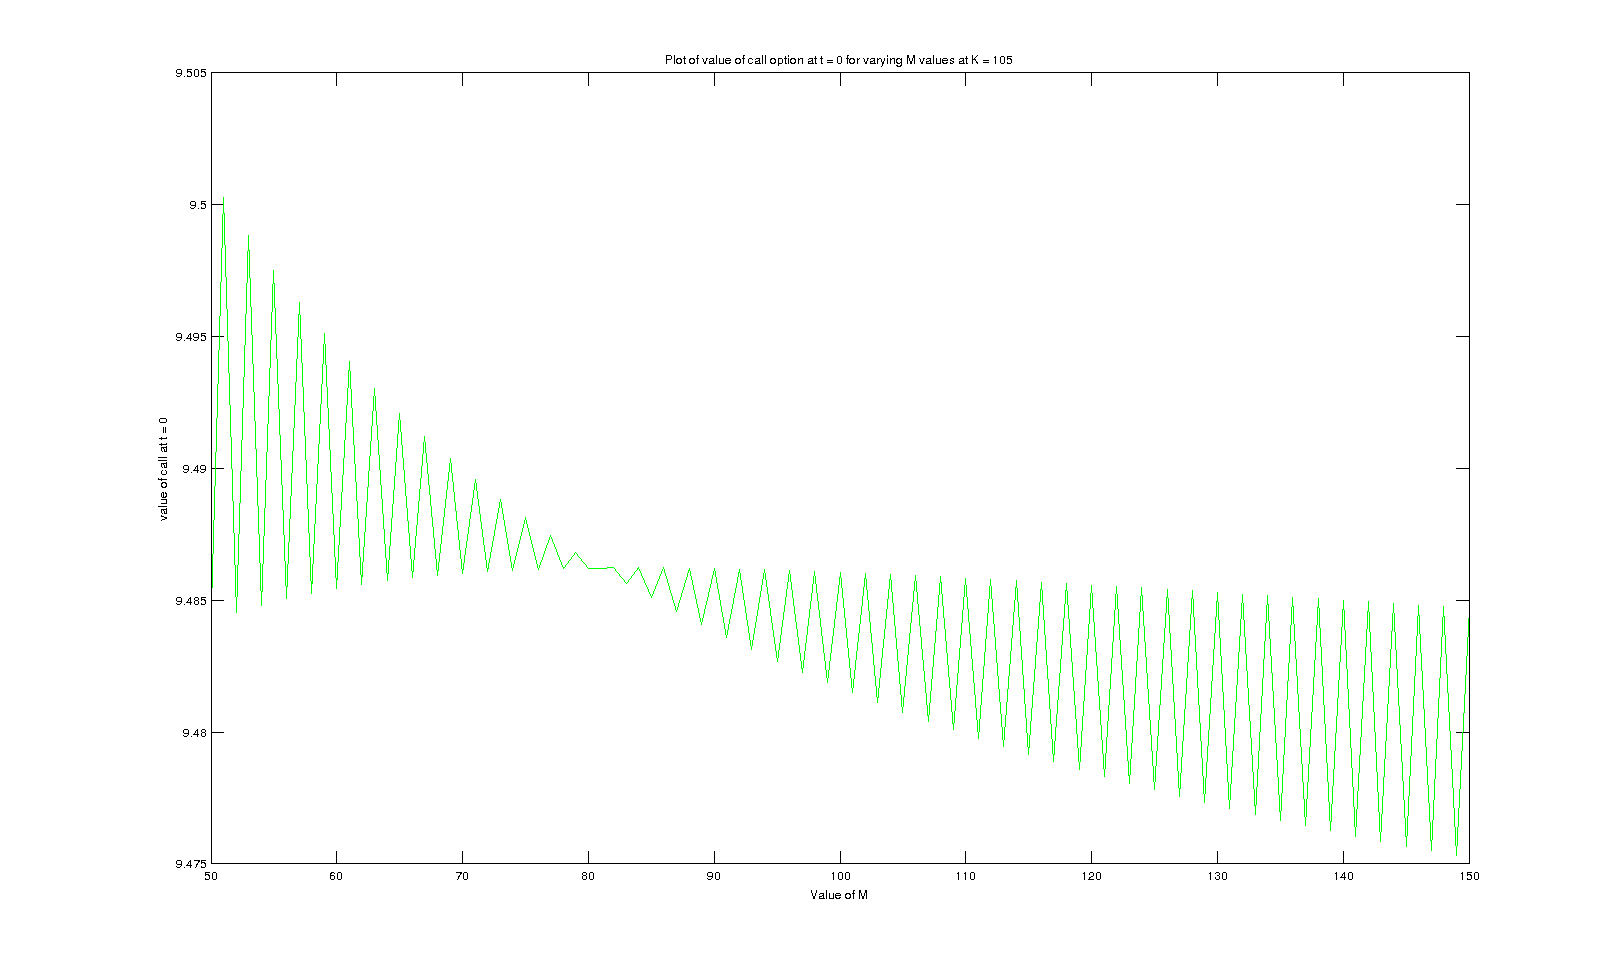 Plot of value of call option at t = 0 for varying M values at K = 105
9.505
9.5
9.495
9.49
9.485
9.48
9.475
value of call at t = 0
50 60 70 80 90 100 110 120 130 140 150
Value of M